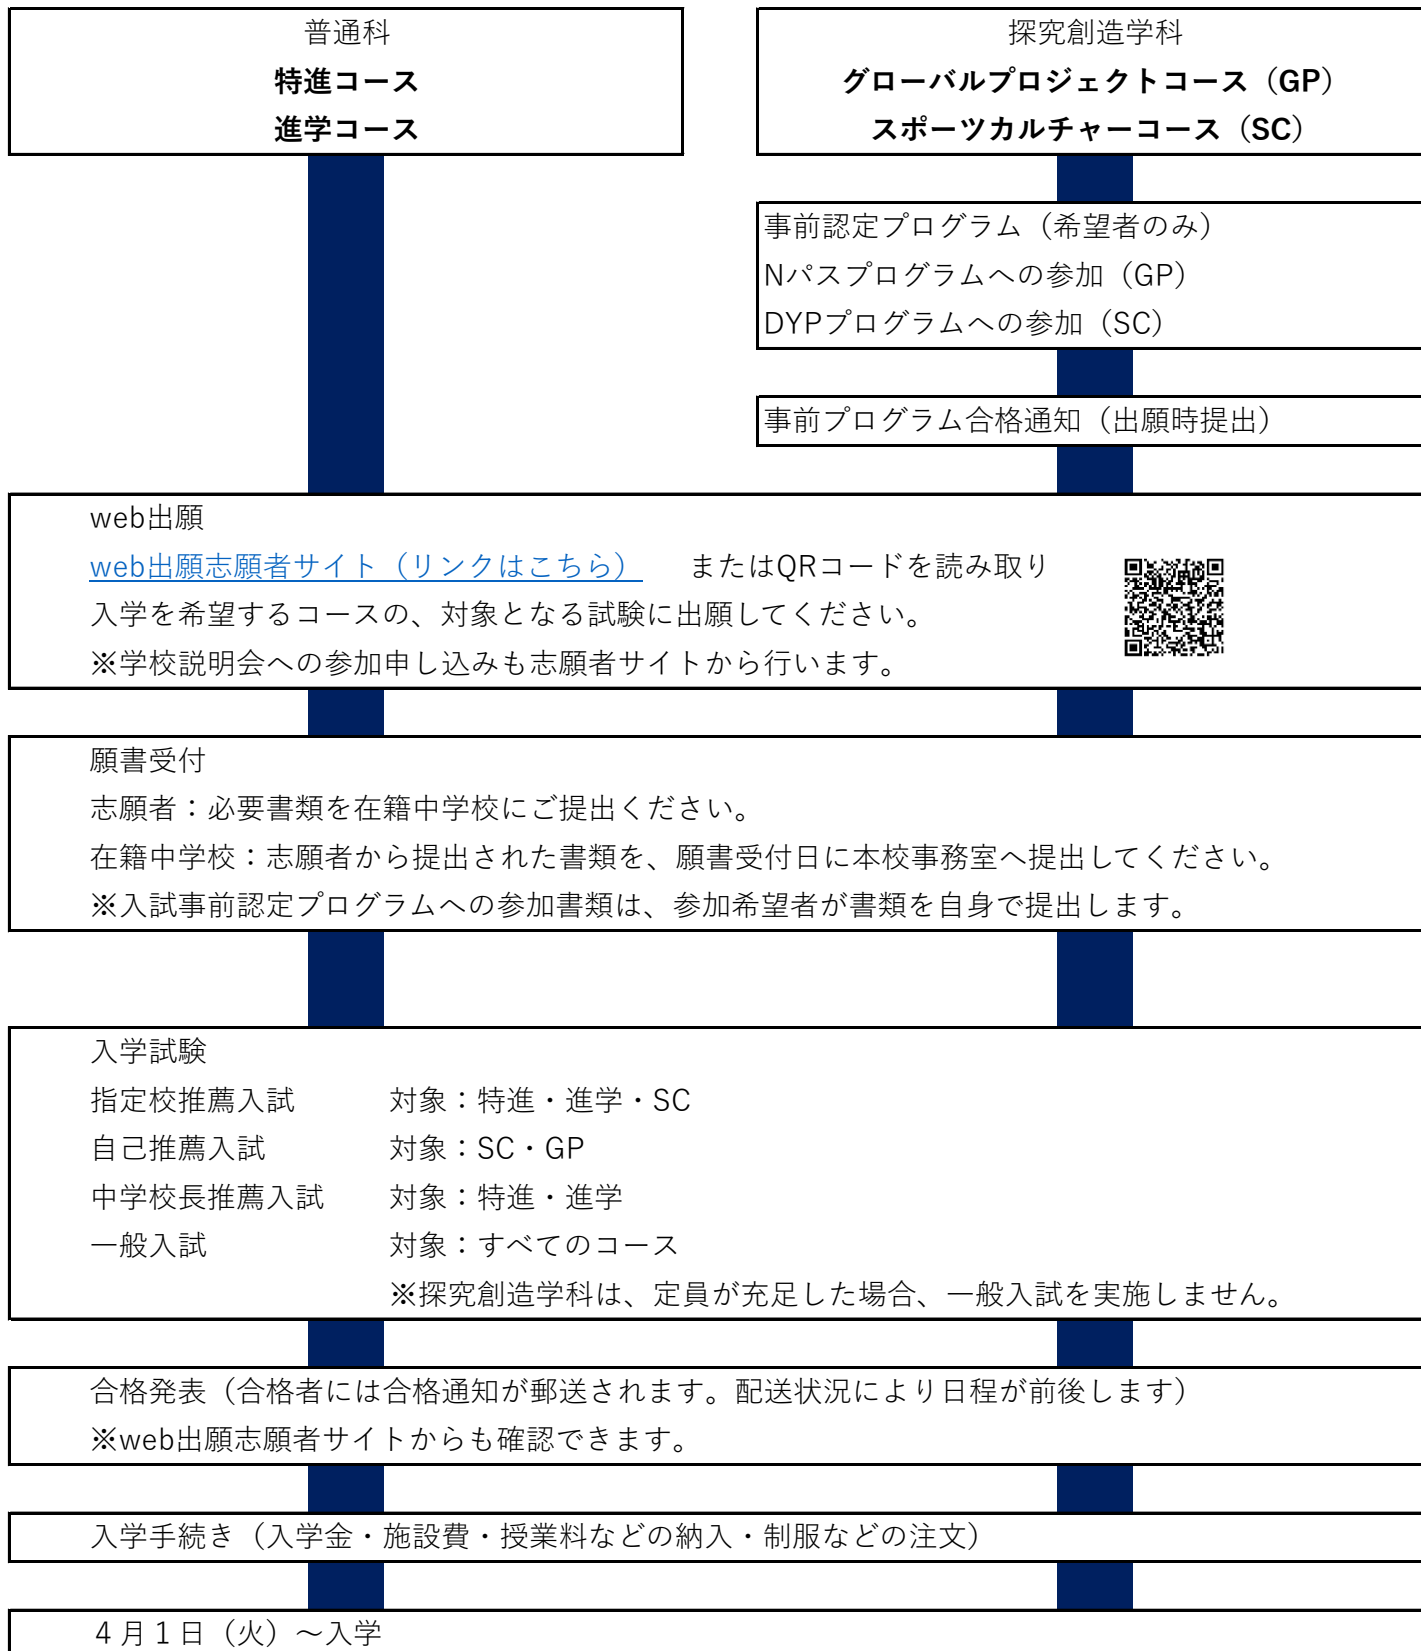 普通科
特進コース
進学コース
探究創造学科
グローバルプロジェクトコース（GP）
スポーツカルチャーコース（SC）
事前認定プログラム（希望者のみ）
Nパスプログラムへの参加（GP）
DYPプログラムへの参加（SC）
事前プログラム合格通知（出願時提出）
web出願
web出願志願者サイト（リンクはこちら）　またはQRコードを読み取り
入学を希望するコースの、対象となる試験に出願してください。
※学校説明会への参加申し込みも志願者サイトから行います。
願書受付
志願者：必要書類を在籍中学校にご提出ください。
在籍中学校：志願者から提出された書類を、願書受付日に本校事務室へ提出してください。
※入試事前認定プログラムへの参加書類は、参加希望者が書類を自身で提出します。
入学試験
指定校推薦入試　対象：特進・進学・SC
自己推薦入試　対象：SC・GP
中学校長推薦入試　対象：特進・進学
一般入試　対象：すべてのコース
※探究創造学科は、定員が充足した場合、一般入試を実施しません。
合格発表（合格者には合格通知が郵送されます。配送状況により日程が前後します）
※web出願志願者サイトからも確認できます。
入学手続き（入学金・施設費・授業料などの納入・制服などの注文）
４月１日（火）～入学